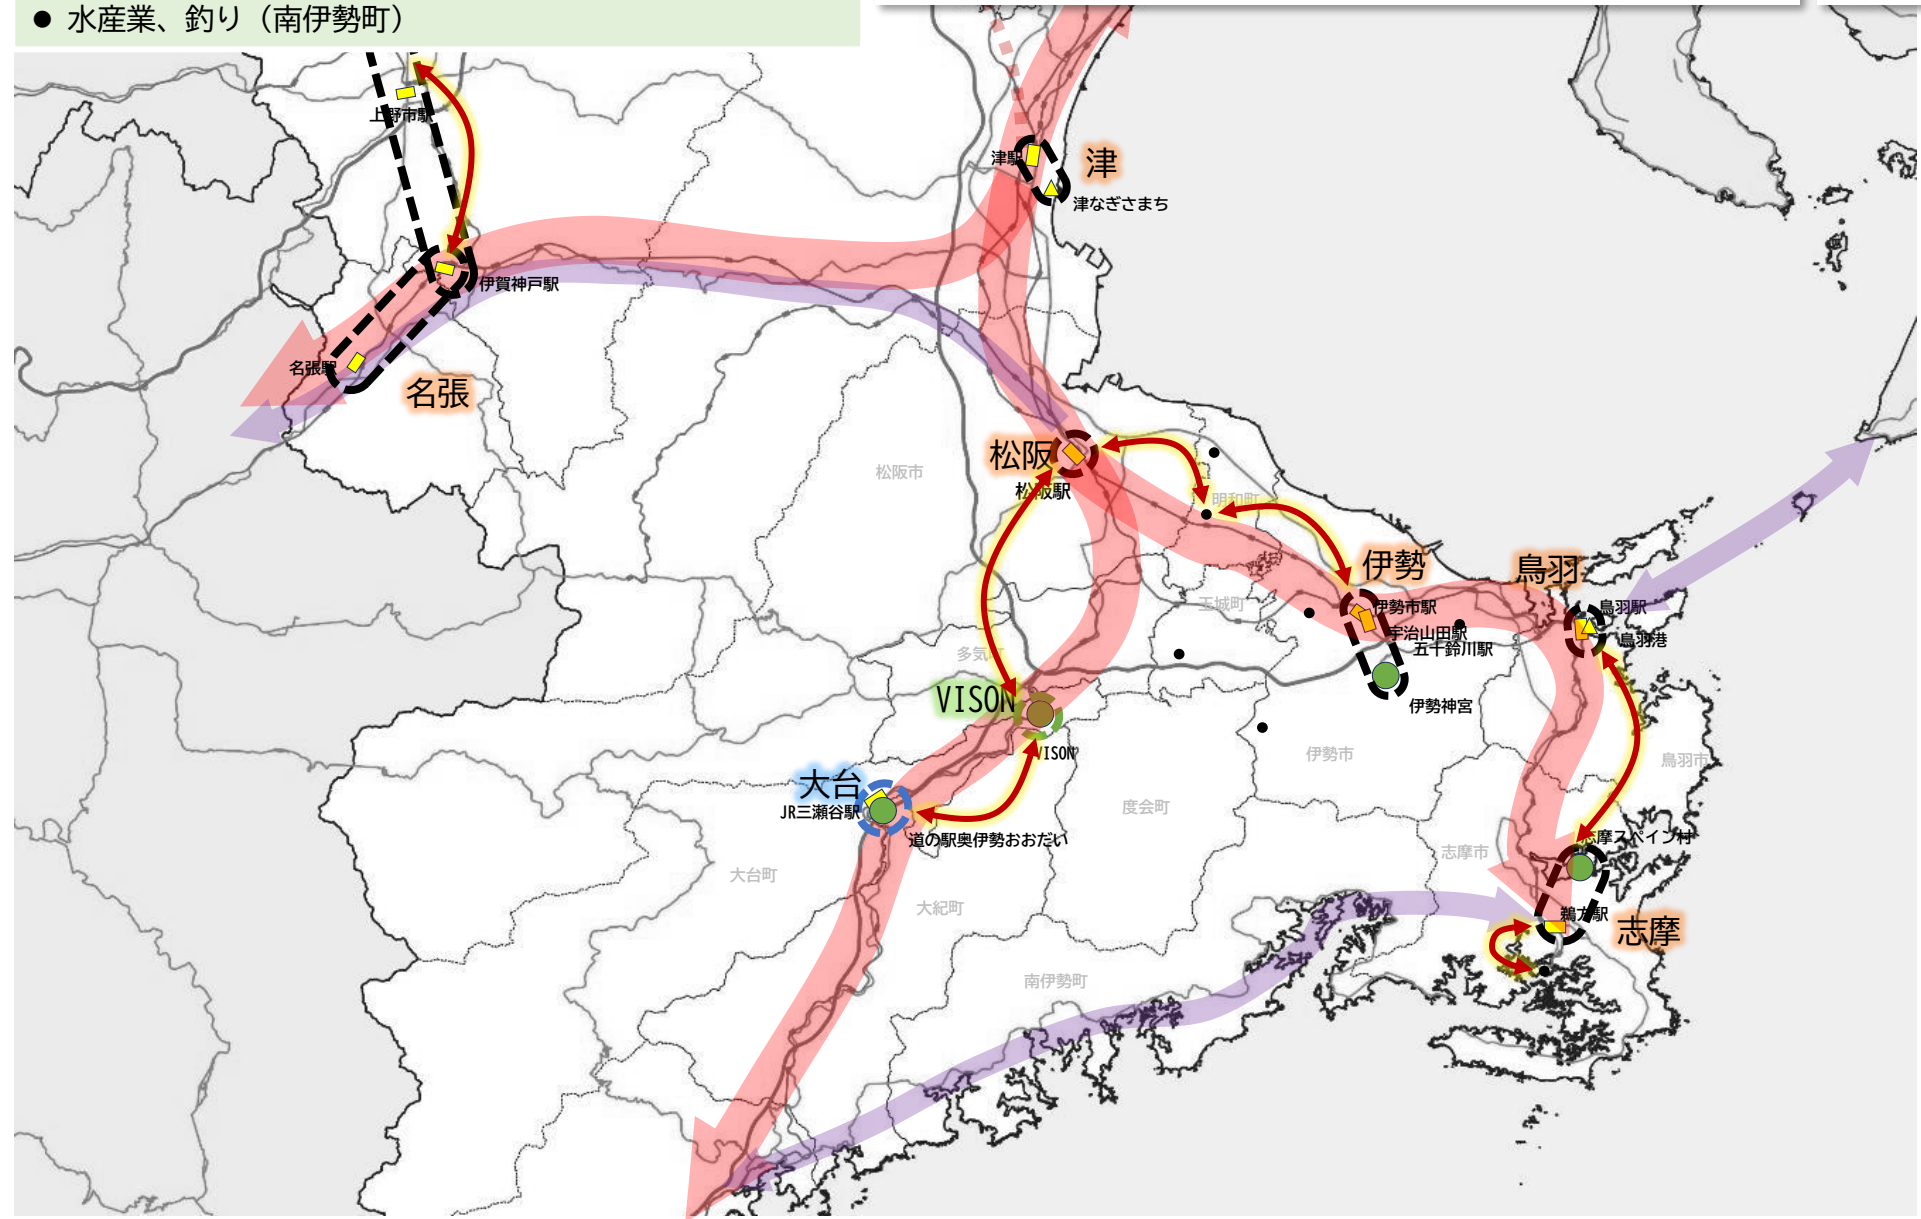 ● 水産業、釣り（南伊勢町）
上野市駅
津駅
津
津なぎさまち
伊賀神戸駅
名張駅
名張
松阪
松阪市
松阪駅
明和町
伊勢
鳥羽
玉城町
伊勢市駅
鳥羽駅
宇治山田駅
鳥羽港
五十鈴川駅
多気町
VISON
伊勢神宮
VISON
伊勢市
鳥羽市
大台
JR三瀬谷駅
度会町
道の駅奥伊勢おおだい
志摩スペイン村
志摩市
大台町
大紀町
鵜方駅
志摩
南伊勢町